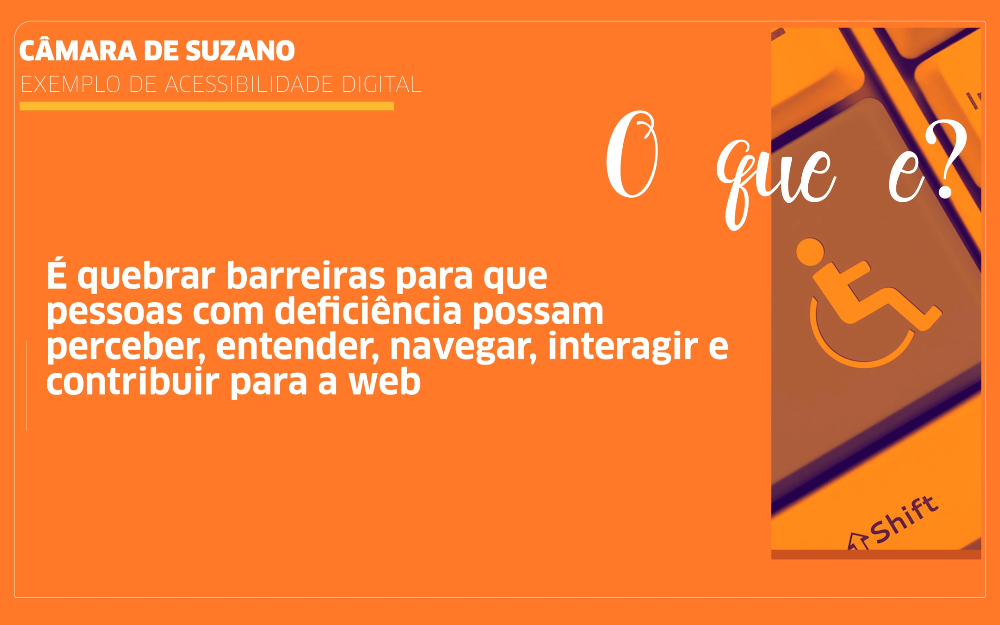 CÂMARA DE SUZANO
EXEMPLO DE ACESSIBILIDADE DIGITAL
O que e?
É quebrar barreiras para que
pessoas com deficiência possam
perceber, entender, navegar, interagir e
contribuir para a web
Shift